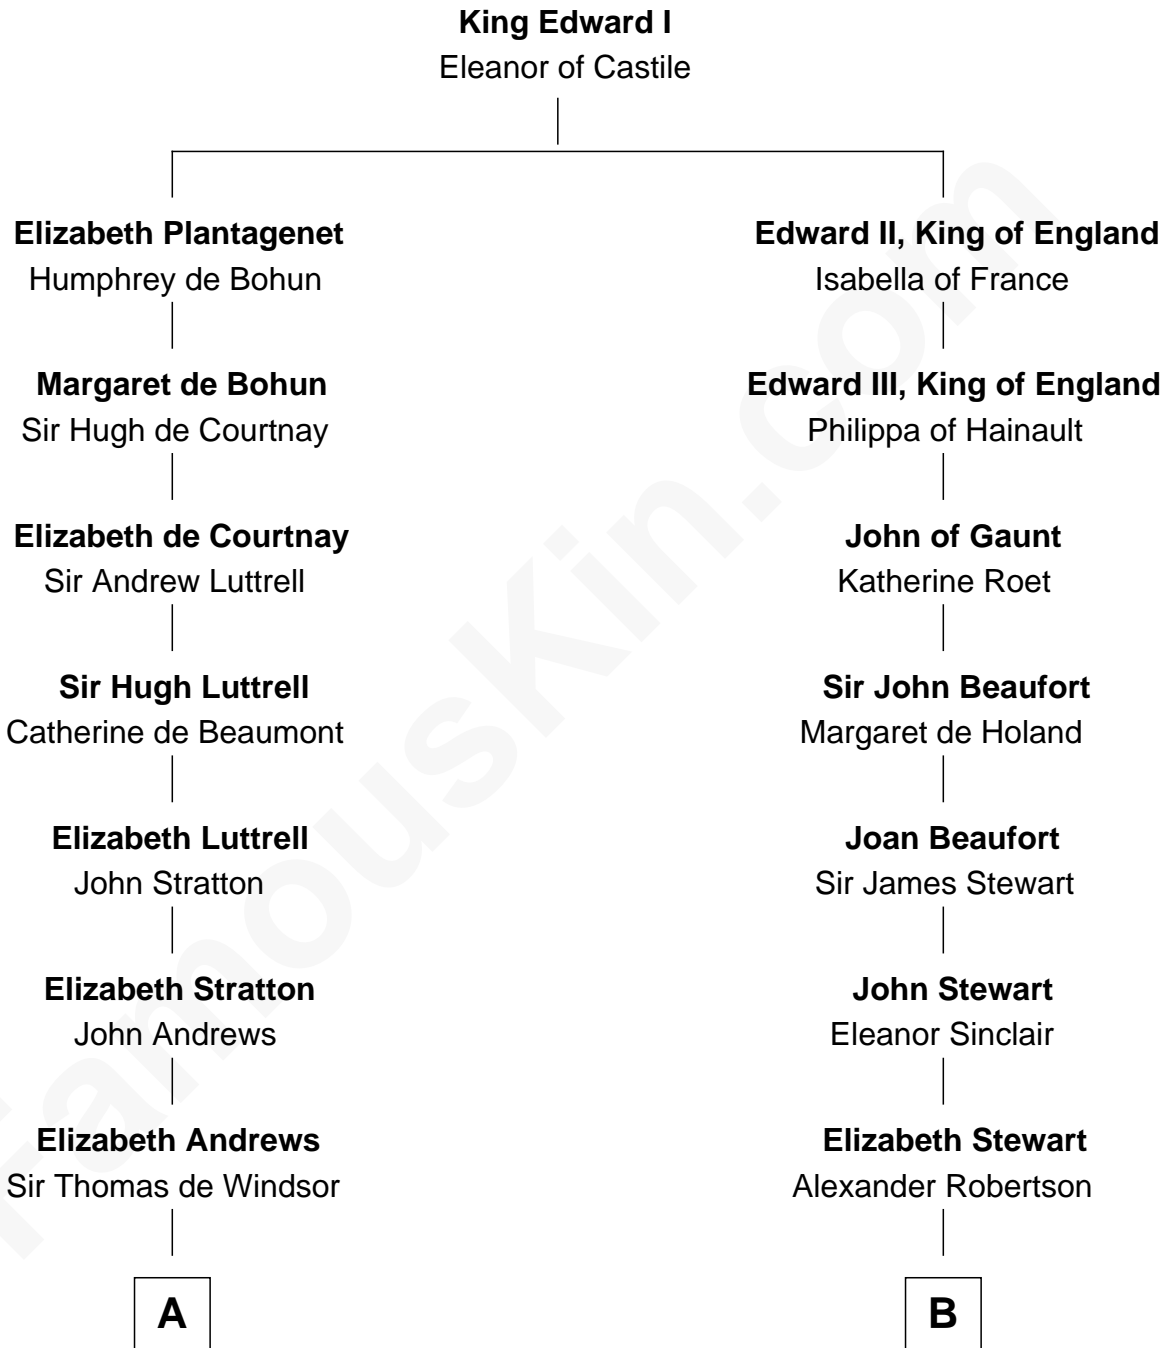 King Edward I
Eleanor of Castile
Elizabeth Plantagenet
Humphrey de Bohun
Edward II, King of England
Isabella of France
Margaret de Bohun
Sir Hugh de Courtnay
Edward III, King of England
Philippa of Hainault
Elizabeth de Courtnay
Sir Andrew Luttrell
John of Gaunt
Katherine Roet
Sir Hugh Luttrell
Catherine de Beaumont
Sir John Beaufort
Margaret de Holand
Elizabeth Luttrell
John Stratton
Joan Beaufort
Sir James Stewart
Elizabeth Stratton
John Andrews
John Stewart
Eleanor Sinclair
Elizabeth Andrews
Sir Thomas de Windsor
Elizabeth Stewart
Alexander Robertson
A
B
FamousKin.com